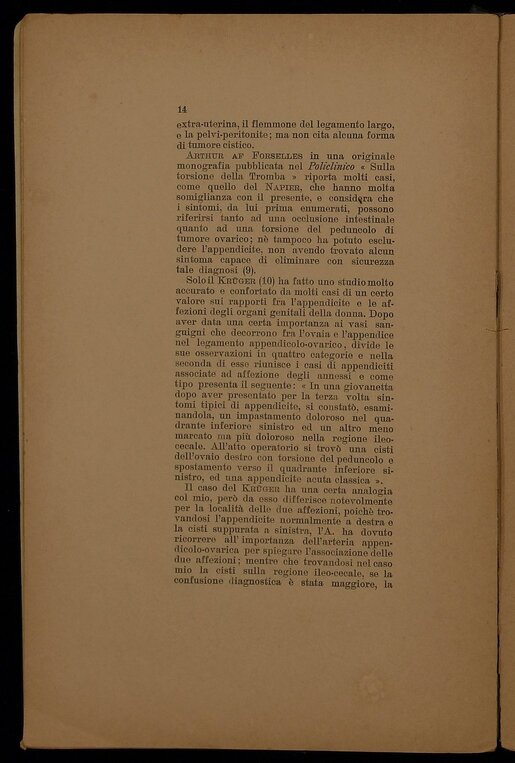 14
extra-uterina, il flemmone del legamento largo,
e la pelvi-peritonite; ma non cita alcuna forma
di tumore cistico.
ARTHUR AF FORSELLES in una originale
monografia pubblicata nel Policlinico « Sulla
torsione della Tromba » riporta molti casi,
come quello del NAPIER, che hanno molta
somiglianza con il presente, e considera che
i sintomi, da lui prima enumerati, possono
riferirsi tanto ad una occlusione intestinale
quanto ad una torsione del peduncolo di
tumore ovarico; nè tampoco ha potuto esclu-
dere l'appendicite, non avendo trovato alcun
sintoma capace di eliminare con sicurezza
tale diagnosi (9).
Solo il KRÜGER (10) ha fatto uno studio molto
accurato e confortato da molti casi di un certo
valore sui rapporti fra l'appendicite e le af-
fezioni degli organi genitali della donna. Dopo
aver data una certa importanza ai vasi san-
guigni che decorrono fra l'ovaia e l'appendice
nel legamento appendicolo-ovarico, divide le
sue osservazioni in quattro categorie e nella
seconda di esse riunisce i casi di appendiciti
associate ad affezione degli annessi e come
tipo presenta il seguente: « In una giovanetta
dopo aver presentato per la terza volta sin-
tomi tipici di appendicite, si constatò, esami-
nandola, un impastamento doloroso nel qua-
drante inferiore sinistro ed un altro meno
marcato ma più doloroso nella regione ileo-
cecale. All'atto operatorio si trovò una cisti
dell'ovaio destro con torsione del peduncolo e
spostamento verso il quadrante inferiore si-
nistro, ed una appendicite acuta classica ».
Il caso del KRÜGER ha una certa analogia
col mio, però da esso differisce notevolmente
per la località delle due affezioni, poichè tro-
vandosi l'appendicite normalmente a destra e
la cisti suppurata a sinistra, l'A. ha dovuto
ricorrere all'importanza dell'arteria appen-
dicolo-ovarica per spiegare l'associazione delle
due affezioni; mentre che trovandosi nel caso
mio la cisti sulla regione ileo-cecale, se la
confusione diagnostica è stata maggiore, la